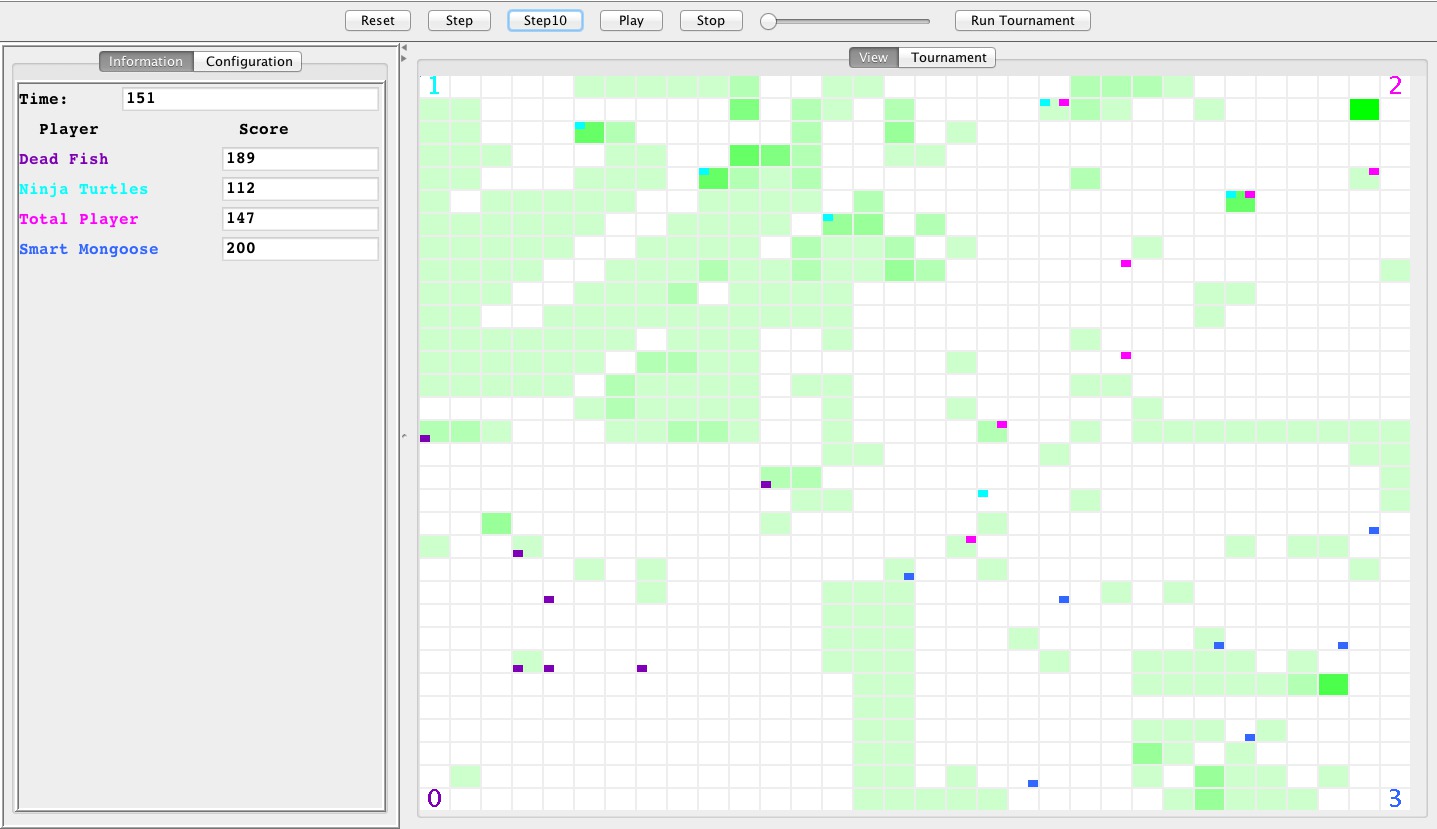 Reset Step Step10 Play Stop Run Tournament
Information Configuration
View Tournament
Time: 151
Player Score
Dead Fish 189
Ninja Turtles 112
Total Player 147
Smart Mongoose 200
1 2
0 3